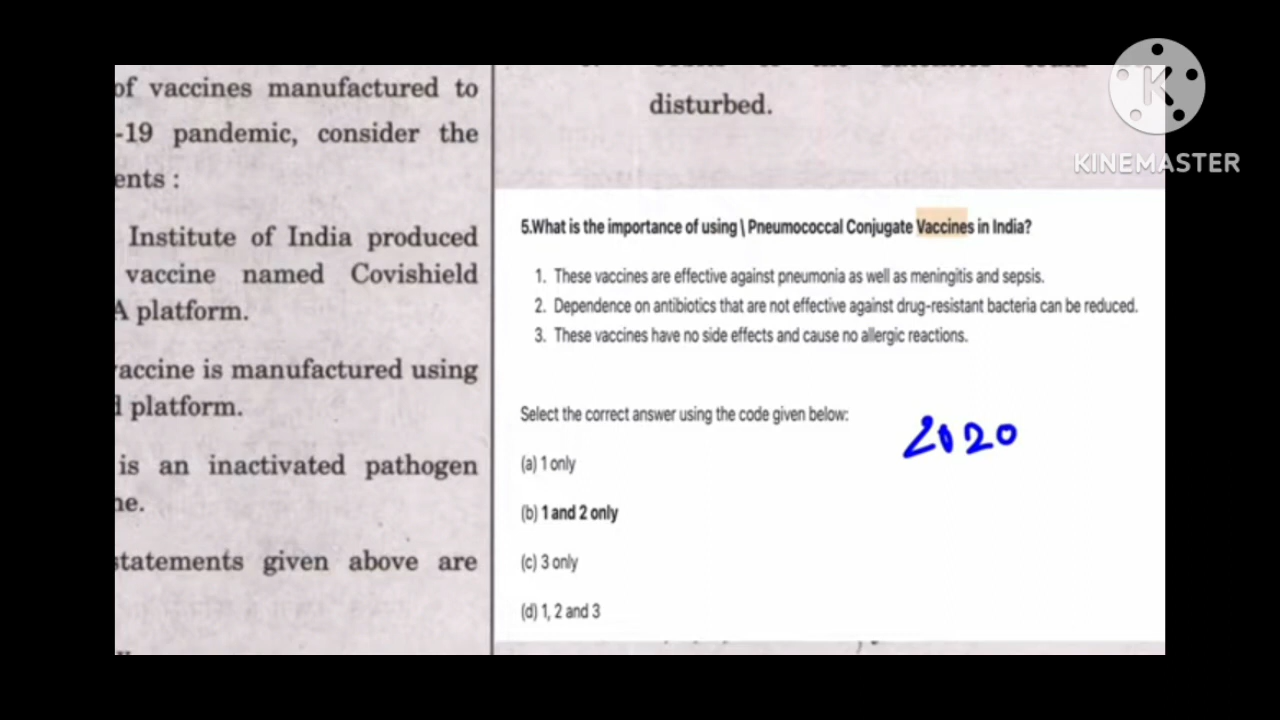 of vaccines manufactured to
-19 pandemic, consider the
ents :
Institute of India produced
vaccine named Covishield
A platform.
accine is manufactured using
platform.
is an inactivated pathogen
ne.
statements given above are
disturbed.
KINEMASTER
5.What is the importance of using \ Pneumococcal Conjugate Vaccines in India?
1. These vaccines are effective against pneumonia as well as meningitis and sepsis.
2. Dependence on antibiotics that are not effective against drug-resistant bacteria can be reduced.
3. These vaccines have no side effects and cause no allergic reactions.
Select the correct answer using the code given below:
2020
(a) 1 only
(b) 1 and 2 only
(c) 3 only
(d) 1, 2 and 3